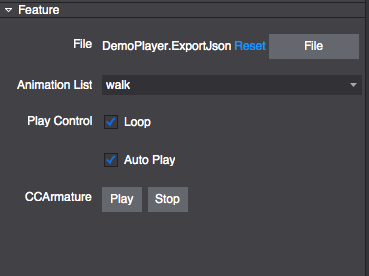 Feature
File DemoPlayer.ExportJson Reset File
Animation List walk
Play Control Loop
Auto Play
CCArmature Play Stop